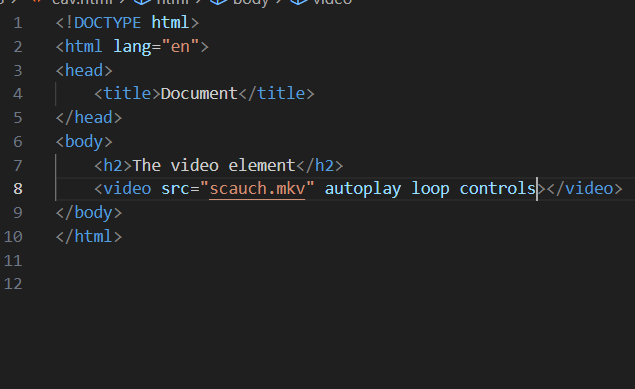 eav.html > html > body > video
1 <!DOCTYPE html>
2 <html lang="en">
3 <head>
4     <title>Document</title>
5 </head>
6 <body>
7     <h2>The video element</h2>
8     <video src="scauch.mkv" autoplay loop controls></video>
9 </body>
10 </html>
11
12